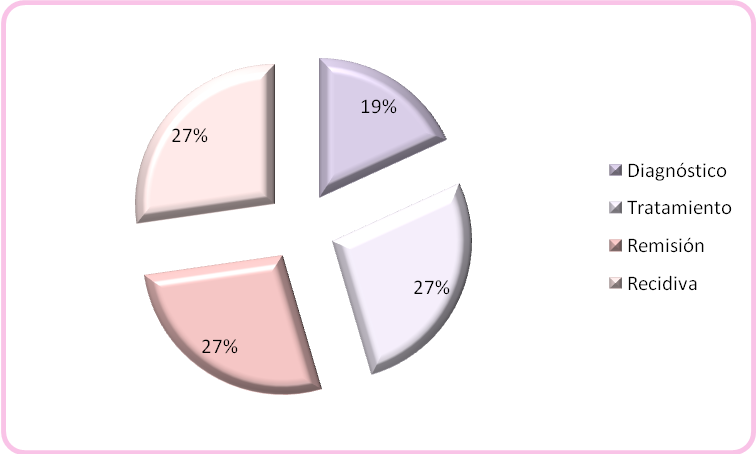 19%
27%
27%
27%
Diagnóstico
Tratamiento
Remisión
Recidiva